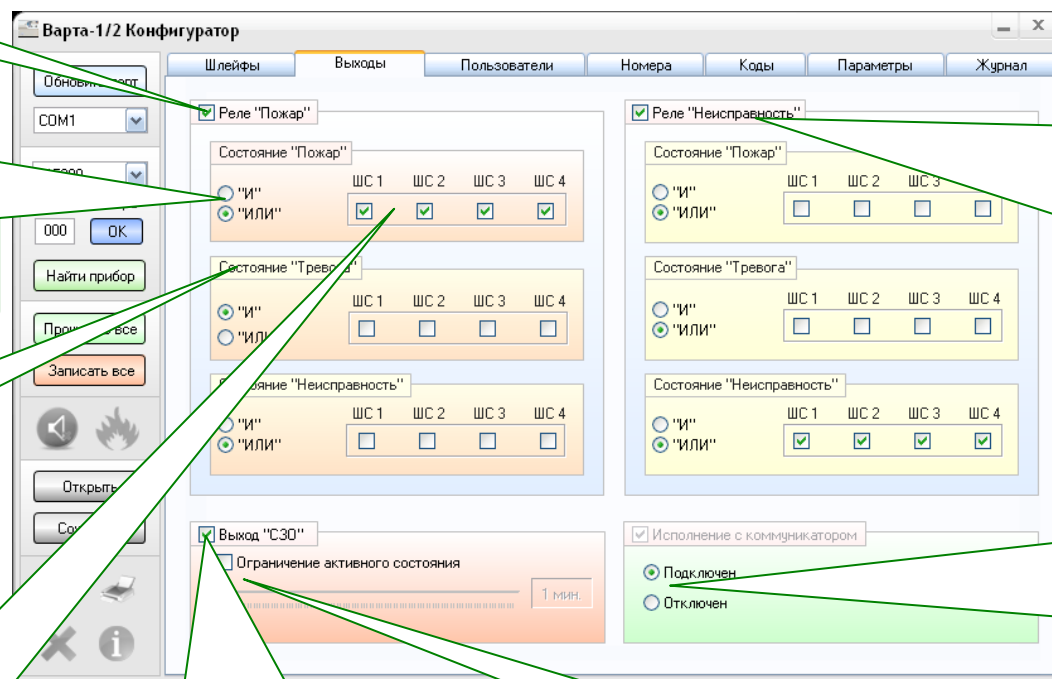 Варта-1/2 Конфигуратор
Шлейфы Выходы Пользователи Номера Коды Параметры Журнал
COM1
000 OK
Найти прибор
все
Записать все
Открыть
Реле "Пожар"
Состояние "Пожар"
ШС 1 ШС 2 ШС 3 ШС 4
"И"
"ИЛИ"
Состояние "Тревога"
ШС 1 ШС 2 ШС 3 ШС 4
"И"
"ИЛИ"
Состояние "Неисправность"
ШС 1 ШС 2 ШС 3 ШС 4
"И"
"ИЛИ"
Реле "Неисправность"
Состояние "Пожар"
ШС 1 ШС 2 ШС 3
"И"
"ИЛИ"
Состояние "Тревога"
ШС 1 ШС 2 ШС 3 ШС 4
"И"
"ИЛИ"
Состояние "Неисправность"
ШС 1 ШС 2 ШС 3 ШС 4
"И"
"ИЛИ"
Выход "СЗО"
Ограничение активного состояния
1 мин.
Исполнение с коммуникатором
Подключен
Отключен